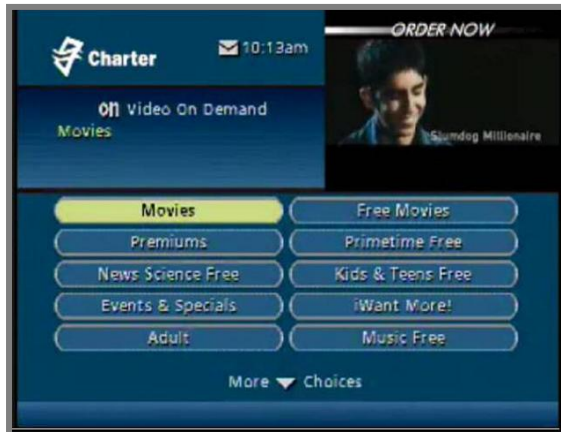 ORDER NOW
Charter
10:13am
on Video On Demand
Movies
Slumdog Millionaire
Movies
Free Movies
Premiums
Primetime Free
News Science Free
Kids & Teens Free
Events & Specials
iWant More!
Adult
Music Free
More Choices